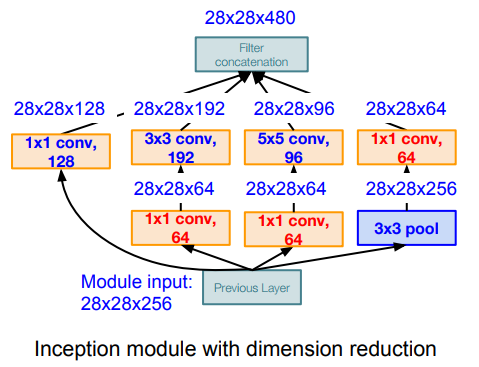 28x28x480
Filter
concatenation
28x28x128
28x28x192
28x28x96
28x28x64
1x1 conv,
128
3x3 conv,
192
5x5 conv,
96
1x1 conv,
64
28x28x64
28x28x64
28x28x256
1x1 conv,
64
1x1 conv,
64
3x3 pool
Module input:
28x28x256
Previous Layer
Inception module with dimension reduction